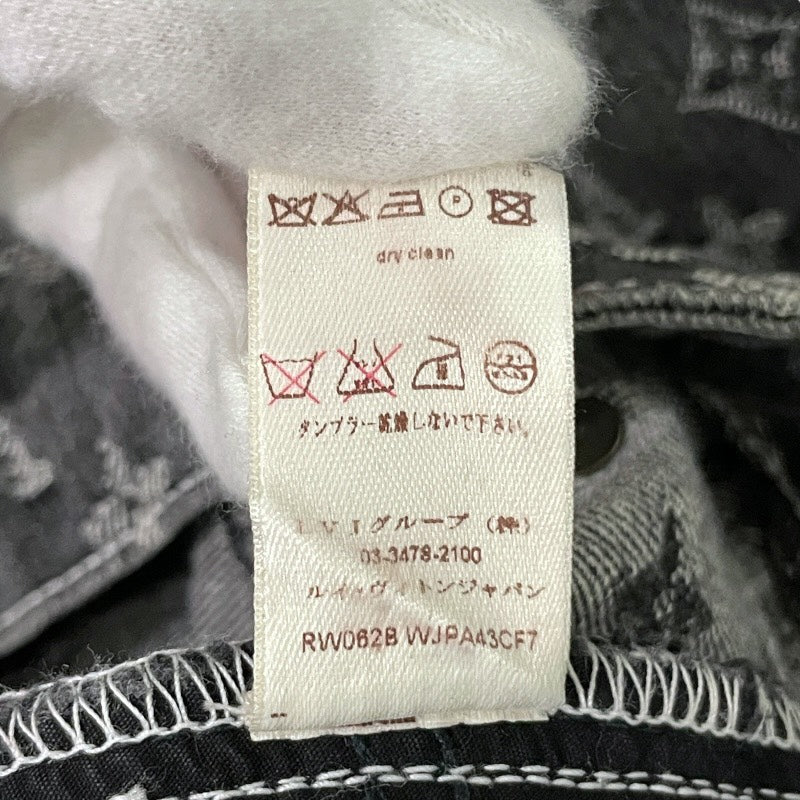 P
dry clean
タンブラー乾燥しないで下さい。
LVJグループ(株)
03-3478-2100
ルイ・ヴィトンジャパン
RW062B WJPA43CF7